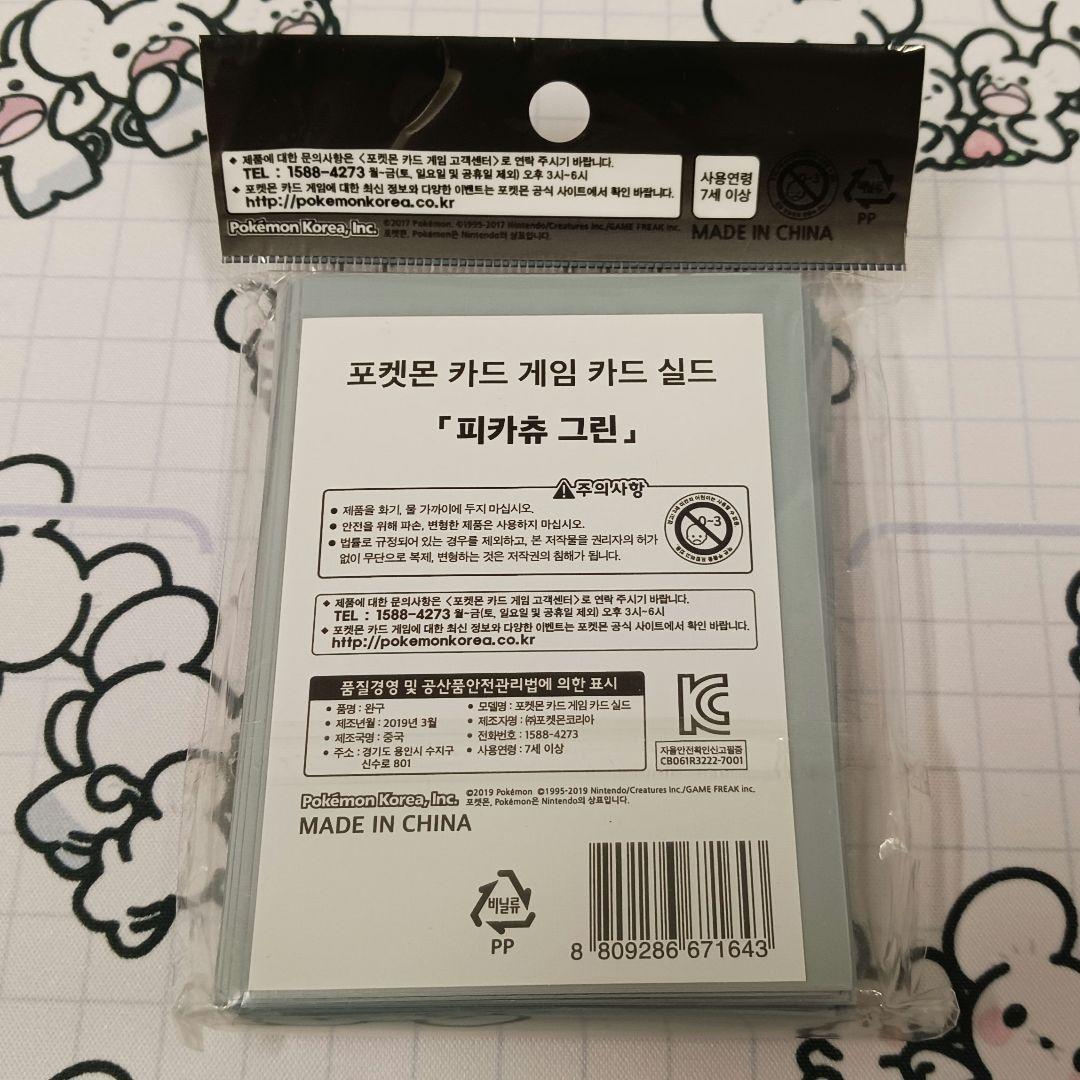 ◆ 제품에 대한 문의사항은 <포켓몬 카드 게임 고객센터>로 연락 주시기 바랍니다.
TEL : 1588-4273 월~금(토, 일요일 및 공휴일 제외) 오후 3시~6시
◆ 포켓몬 카드 게임에 대한 최신 정보와 다양한 이벤트는 포켓몬 공식 사이트에서 확인 바랍니다.
http://pokemonkorea.co.kr
사용연령
7세 이상
0-3
비닐류
PP
Pokémon Korea, Inc.
©2017 Pokémon. ©1995-2017 Nintendo/Creatures Inc./GAME FREAK inc.
포켓몬, Pokémon은 Nintendo의 상표입니다.
MADE IN CHINA
포켓몬 카드 게임 카드 실드
「피카츄 그린」
주의사항
● 제품을 화기, 물 가까이에 두지 마십시오.
● 안전을 위해 파손, 변형한 제품은 사용하지 마십시오.
● 법률로 규정되어 있는 경우를 제외하고, 본 저작물을 권리자의 허가
없이 무단으로 복제, 변형하는 것은 저작권의 침해가 됩니다.
0-3
◆ 제품에 대한 문의사항은 <포켓몬 카드 게임 고객센터>로 연락 주시기 바랍니다.
TEL : 1588-4273 월~금(토, 일요일 및 공휴일 제외) 오후 3시~6시
◆ 포켓몬 카드 게임에 대한 최신 정보와 다양한 이벤트는 포켓몬 공식 사이트에서 확인 바랍니다.
http://pokemonkorea.co.kr
품질경영 및 공산품안전관리법에 의한 표시
● 품명 : 완구
● 제조년월 : 2019년 3월
● 제조국명 : 중국
● 주소 : 경기도 용인시 수지구
신수로 801
● 모델명 : 포켓몬 카드 게임 카드 실드
● 제조자명 : ㈜포켓몬코리아
● 전화번호 : 1588-4273
● 사용연령 : 7세 이상
KC
자율안전확인신고필증
CB061R3222-7001
Pokémon Korea, Inc.
©2019 Pokémon ©1995-2019 Nintendo/Creatures Inc./GAME FREAK inc.
포켓몬, Pokémon은 Nintendo의 상표입니다.
MADE IN CHINA
비닐류
PP
8 809286 671643